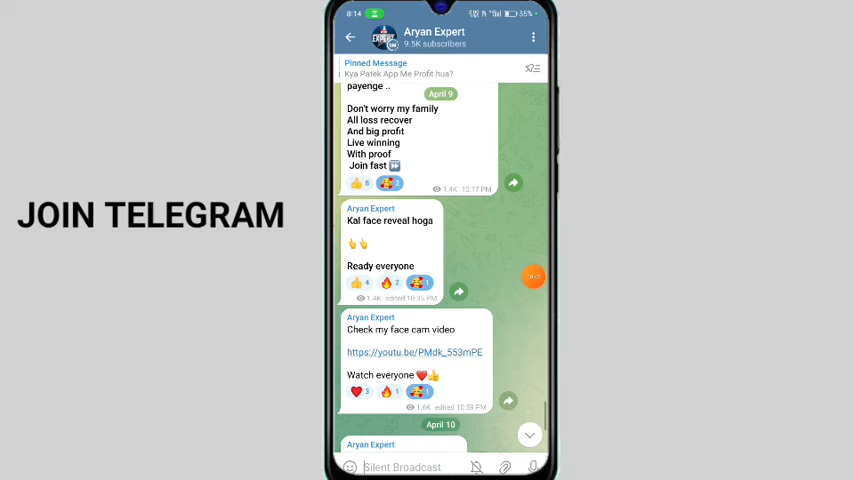 JOIN TELEGRAM
8:14
35%
Aryan Expert
9.5K subscribers
Pinned Message
Kya Patek App Me Profit hua?
payenge ..
April 9
Don't worry my family
All loss recover
And big profit
Live winning
With proof
Join fast ⏩
👍 8 🥰 2
1.4K 10:17 PM
Aryan Expert
Kal face reveal hoga
👆👆
Ready everyone
👍 4 🔥 2 🥰 1
1.4K edited 10:35 PM
Aryan Expert
Check my face cam video
https://youtu.be/PMdk_553mPE
Watch everyone ❤️👍
❤️ 3 🔥 1 🥰 1
1.6K edited 10:59 PM
April 10
Aryan Expert
Silent Broadcast